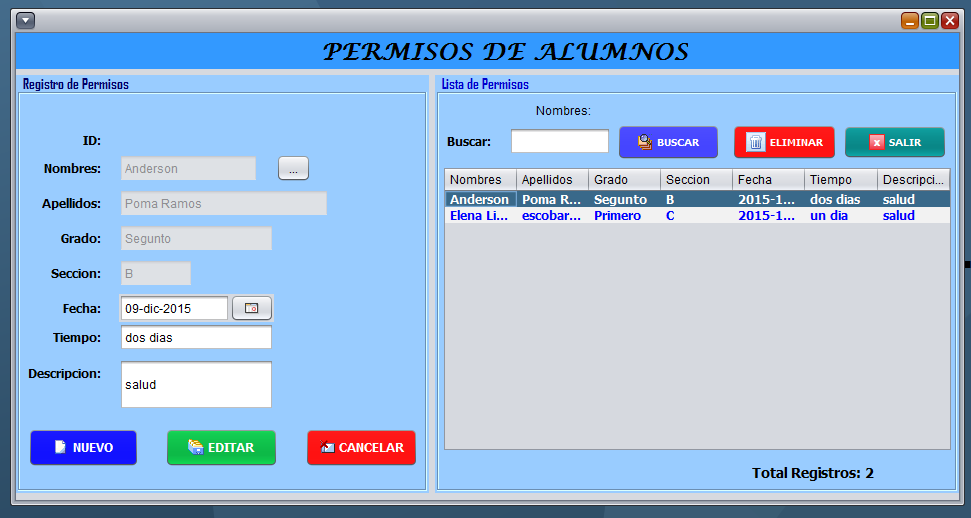 PERMISOS DE ALUMNOS
Registro de Permisos
ID:
Nombres: Anderson ...
Apellidos: Poma Ramos
Grado: Segunto
Seccion: B
Fecha: 09-dic-2015
Tiempo: dos dias
Descripcion: salud
NUEVO EDITAR CANCELAR
Lista de Permisos
Nombres:
Buscar: BUSCAR ELIMINAR SALIR
Nombres Apellidos Grado Seccion Fecha Tiempo Descripci...
Anderson Poma R... Segunto B 2015-1... dos dias salud
Elena Li... escobar... Primero C 2015-1... un dia salud
Total Registros: 2